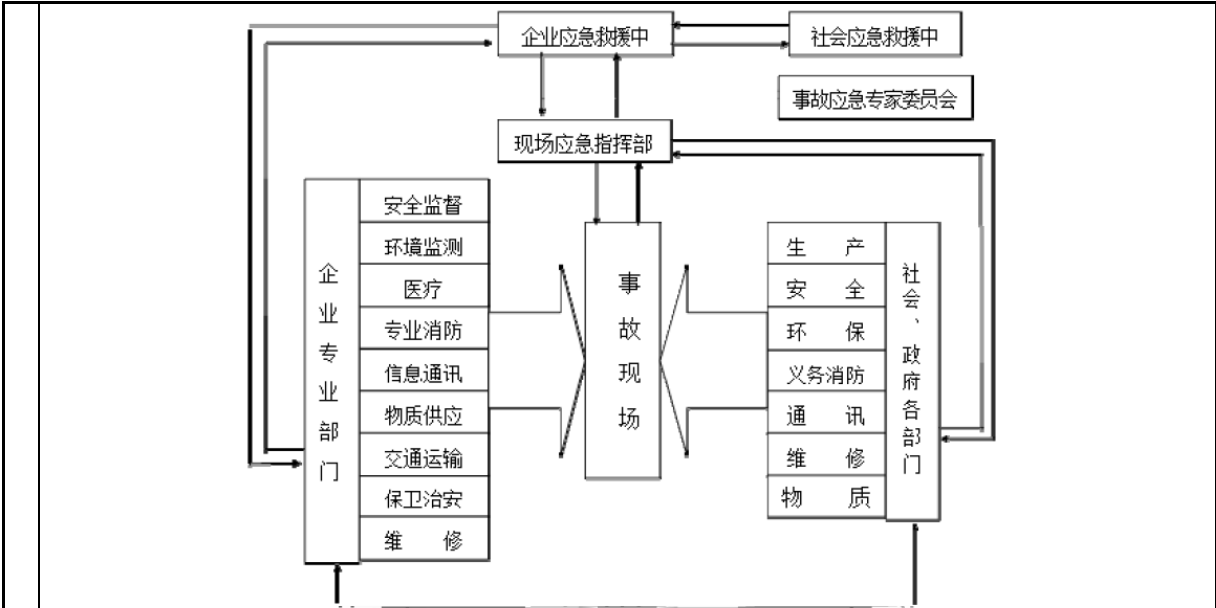 企业应急救援中
社会应急救援中
事故应急专家委员会
现场应急指挥部
企业专业部门
安全监督
环境监测
医疗
专业消防
信息通讯
物质供应
交通运输
保卫治安
维 修
事故现场
生 产
安 全
环 保
义务消防
通 讯
维 修
物 质
社会、政府各部门